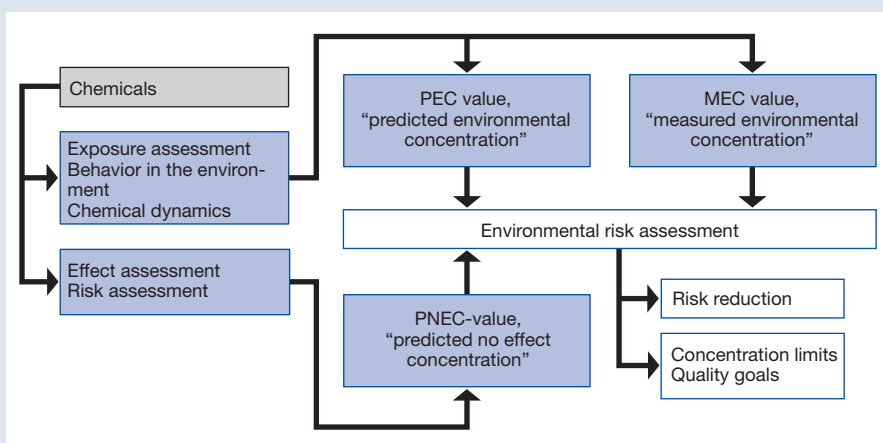 Chemicals
Exposure assessment
Behavior in the environ-
ment
Chemical dynamics
Effect assessment
Risk assessment
PEC value,
“predicted environmental
concentration”
MEC value,
“measured environmental
concentration”
Environmental risk assessment
PNEC-value,
“predicted no effect
concentration”
Risk reduction
Concentration limits
Quality goals